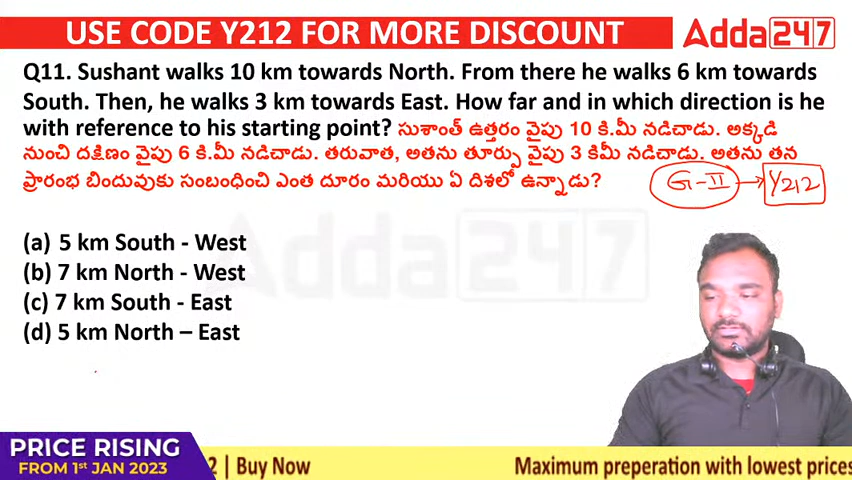 USE CODE Y212 FOR MORE DISCOUNT
Adda247
Q11. Sushant walks 10 km towards North. From there he walks 6 km towards
South. Then, he walks 3 km towards East. How far and in which direction is he
with reference to his starting point? సుశాంత్ ఉత్తరం వైపు 10 కి.మీ నడిచాడు. అక్కడి
నుంచి దక్షిణం వైపు 6 కి.మీ నడిచాడు. తరువాత, అతను తూర్పు వైపు 3 కిమీ నడిచాడు. అతను తన
ప్రారంభ బిందువుకు సంబంధించి ఎంత దూరం మరియు ఏ దిశలో ఉన్నాడు?
G-II → Y212
Adda247
(a) 5 km South - West
(b) 7 km North - West
(c) 7 km South - East
(d) 5 km North – East
PRICE RISING
FROM 1st JAN 2023
2 | Buy Now
Maximum preperation with lowest prices